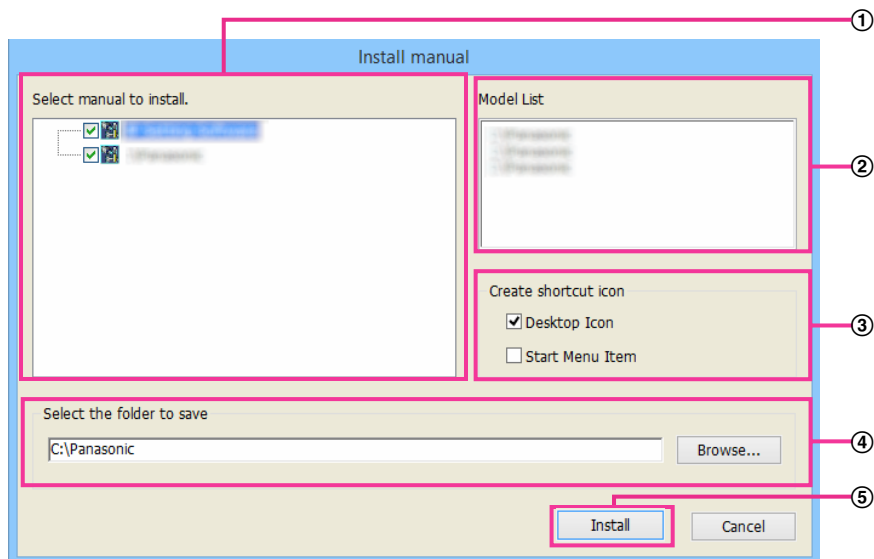 ①
Install manual
Select manual to install.
Model List
②
Create shortcut icon
Desktop Icon
③
Start Menu Item
Select the folder to save
C:\Panasonic
Browse...
④
⑤
Install
Cancel